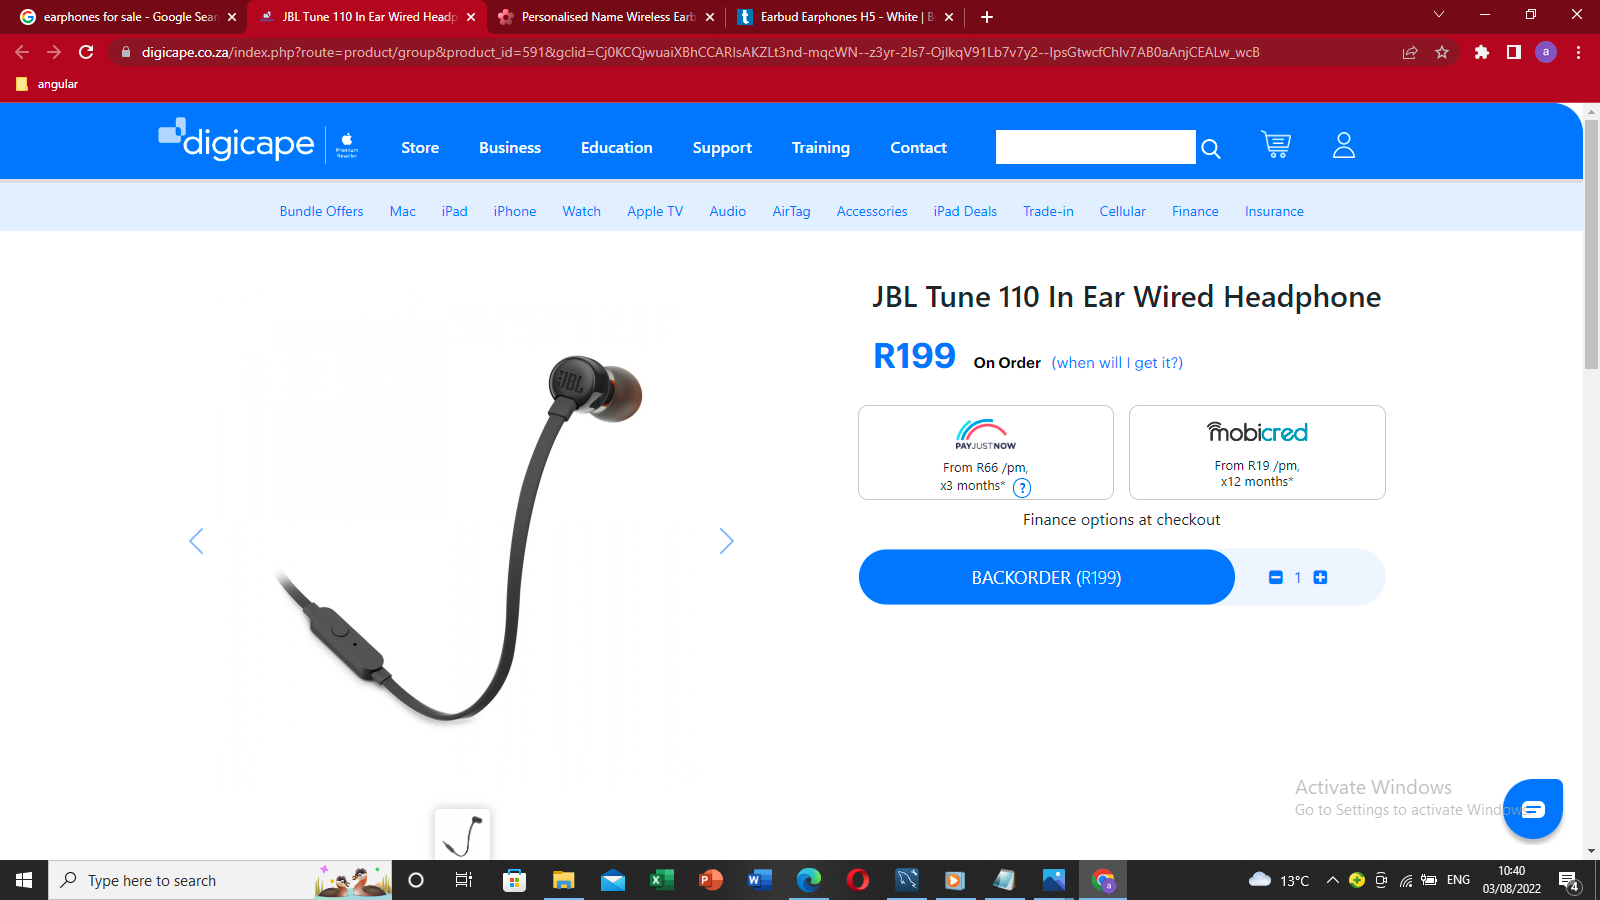 earphones for sale - Google Sear
JBL Tune 110 In Ear Wired Headp
Personalised Name Wireless Earb
Earbud Earphones H5 - White | B
digicape.co.za/index.php?route=product/group&product_id=591&gclid=Cj0KCQjwuaiXBhCCARIsAKZLt3nd-mqcWN--z3yr-2Is7-OjlkqV91Lb7v7y2--IpsGtwcfChlv7AB0aAnjCEALw_wcB
a
angular
digicape
Premium
Reseller
Store
Business
Education
Support
Training
Contact
Bundle Offers
Mac
iPad
iPhone
Watch
Apple TV
Audio
AirTag
Accessories
iPad Deals
Trade-in
Cellular
Finance
Insurance
JBL
JBL Tune 110 In Ear Wired Headphone
R199 On Order (when will I get it?)
PAYJUSTNOW
From R66 /pm,
x3 months* ?
mobicred
From R19 /pm,
x12 months*
Finance options at checkout
BACKORDER (R199)
1
Activate Windows
Go to Settings to activate Windows.
Type here to search
13°C
ENG
10:40
03/08/2022
4